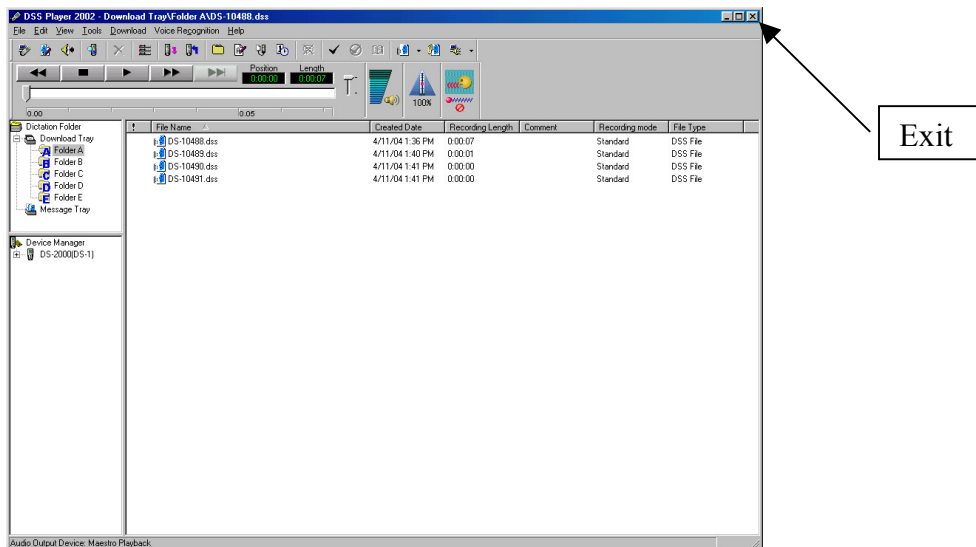 DSS Player 2002 - Download Tray\Folder A\DS-10488.dss
File Edit View Tools Download Voice Recognition Help
Position Length
0:00:00 0:00:07
100%
0.00 0.05
Dictation Folder
Download Tray
A Folder A
B Folder B
C Folder C
D Folder D
E Folder E
Message Tray
Device Manager
DS-2000(DS-1)
! File Name Created Date Recording Length Comment Recording mode File Type
DS-10488.dss 4/11/04 1:36 PM 0:00:07 Standard DSS File
DS-10489.dss 4/11/04 1:40 PM 0:00:01 Standard DSS File
DS-10490.dss 4/11/04 1:41 PM 0:00:00 Standard DSS File
DS-10491.dss 4/11/04 1:41 PM 0:00:00 Standard DSS File
Audio Output Device: Maestro Playback
Exit